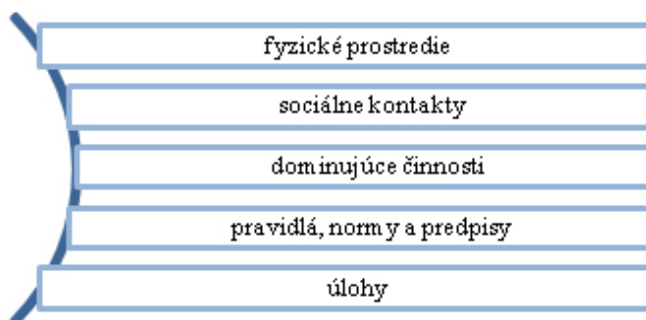 fyzické prostredie
sociálne kontakty
dominujúce činnosti
pravidlá, normy a predpisy
úlohy